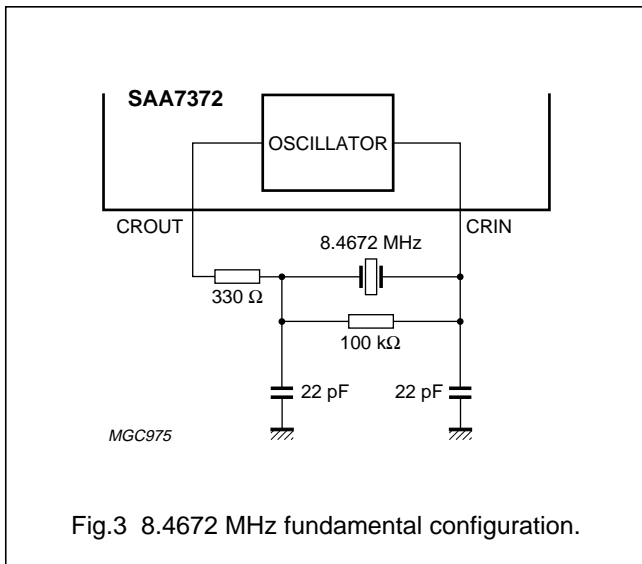 SAA7372
OSCILLATOR
CROUT
CRIN
8.4672 MHz
330 Ω
100 kΩ
22 pF
22 pF
MGC975
Fig.3 8.4672 MHz fundamental configuration.